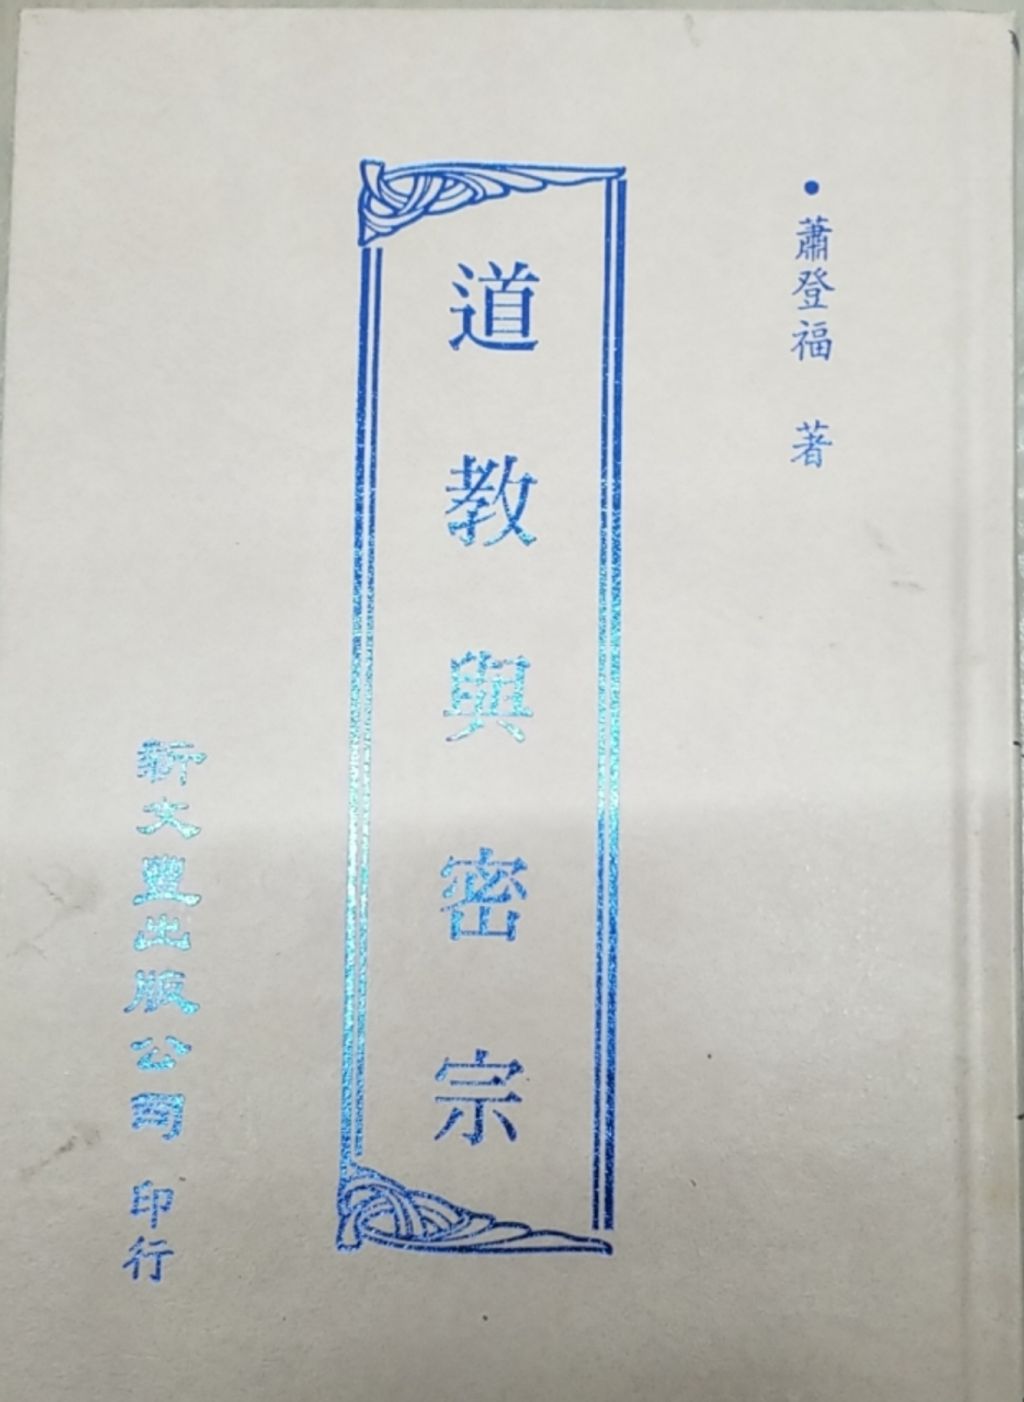 •蕭登福 著
道教與密宗
新文豐出版公司 印行